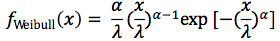 f_Weibull(x) = α/λ (x/λ)^(α−1) exp [−(x/λ)^α]